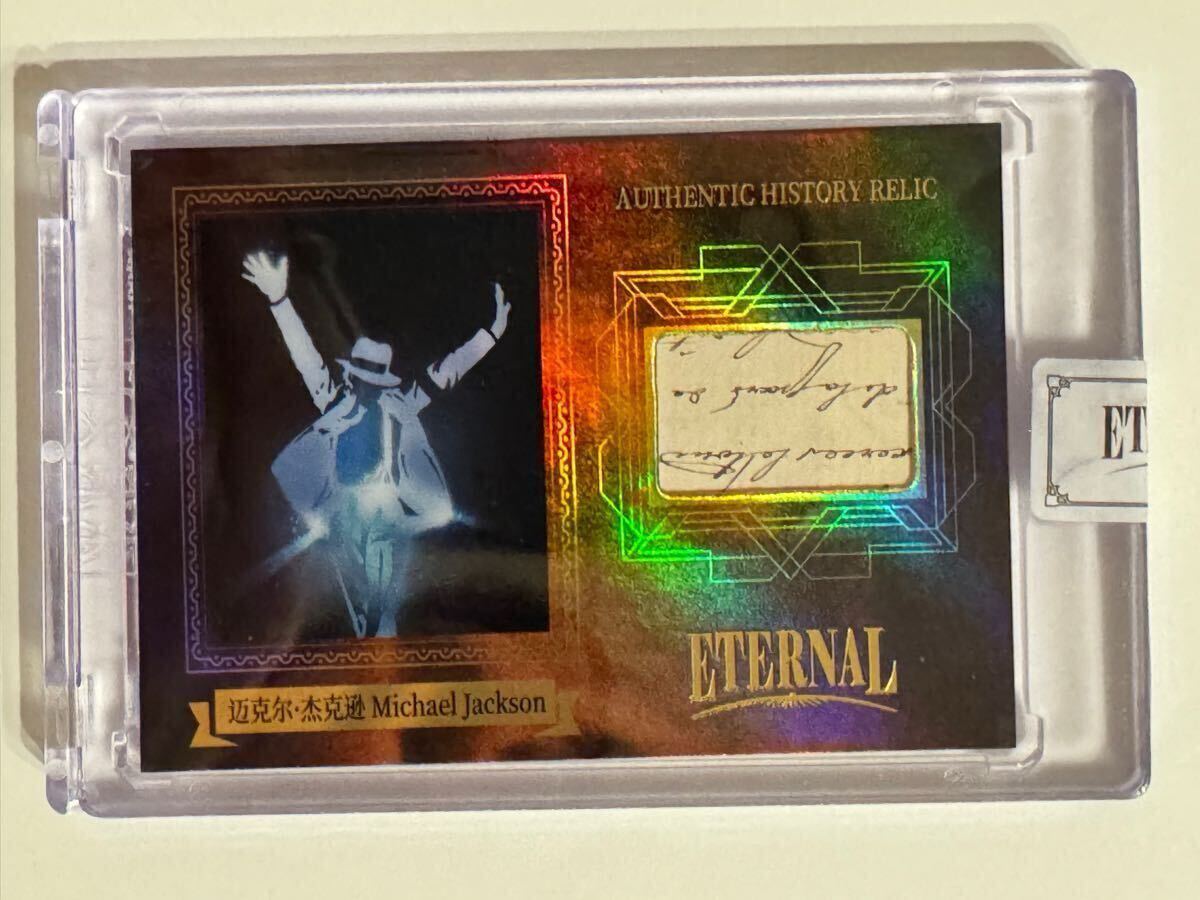 AUTHENTIC HISTORY RELIC
ETERNAL
迈克尔·杰克逊 Michael Jackson
ET